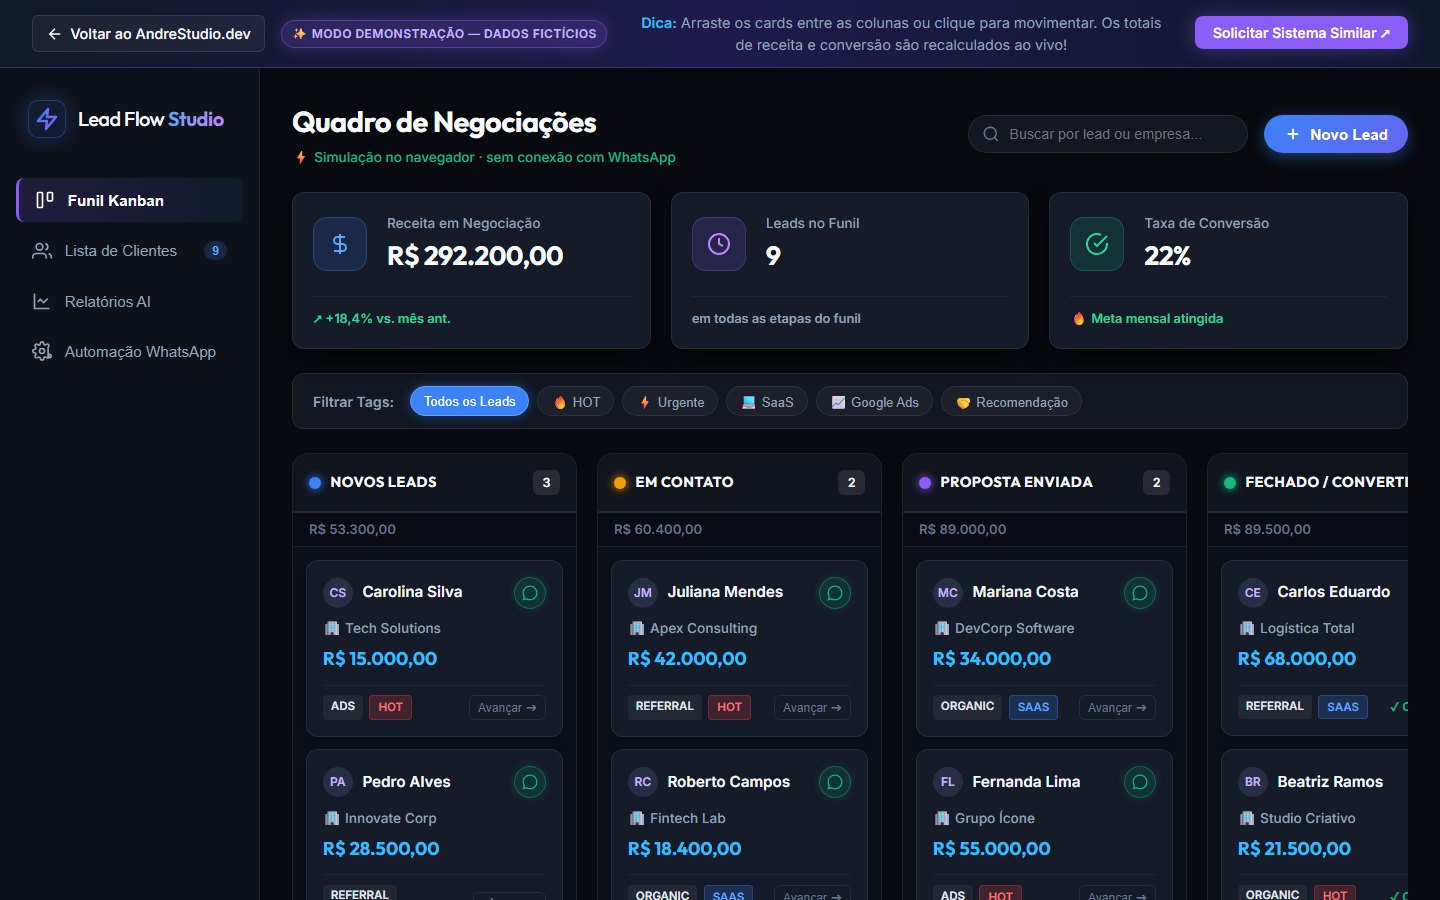 ← Voltar ao AndreStudio.dev
✨ MODO DEMONSTRAÇÃO — DADOS FICTÍCIOS
Dica: Arraste os cards entre as colunas ou clique para movimentar. Os totais
de receita e conversão são recalculados ao vivo!
Solicitar Sistema Similar ↗
Lead Flow Studio
Funil Kanban
Lista de Clientes 9
Relatórios AI
Automação WhatsApp
Quadro de Negociações
⚡ Simulação no navegador · sem conexão com WhatsApp
Buscar por lead ou empresa...
+ Novo Lead
Receita em Negociação
R$ 292.200,00
↗ +18,4% vs. mês ant.
Leads no Funil
9
em todas as etapas do funil
Taxa de Conversão
22%
🔥 Meta mensal atingida
Filtrar Tags: Todos os Leads 🔥 HOT ⚡ Urgente 💻 SaaS 📈 Google Ads 🤝 Recomendação
NOVOS LEADS 3
R$ 53.300,00
CS Carolina Silva
🏢 Tech Solutions
R$ 15.000,00
ADS HOT Avançar →
PA Pedro Alves
🏢 Innovate Corp
R$ 28.500,00
REFERRAL
EM CONTATO 2
R$ 60.400,00
JM Juliana Mendes
🏢 Apex Consulting
R$ 42.000,00
REFERRAL HOT Avançar →
RC Roberto Campos
🏢 Fintech Lab
R$ 18.400,00
ORGANIC SAAS Avançar →
PROPOSTA ENVIADA 2
R$ 89.000,00
MC Mariana Costa
🏢 DevCorp Software
R$ 34.000,00
ORGANIC SAAS Avançar →
FL Fernanda Lima
🏢 Grupo Ícone
R$ 55.000,00
ADS HOT Avançar →
FECHADO / CONVERTI
R$ 89.500,00
CE Carlos Eduardo
🏢 Logística Total
R$ 68.000,00
REFERRAL SAAS ✓
BR Beatriz Ramos
🏢 Studio Criativo
R$ 21.500,00
ORGANIC HOT ✓